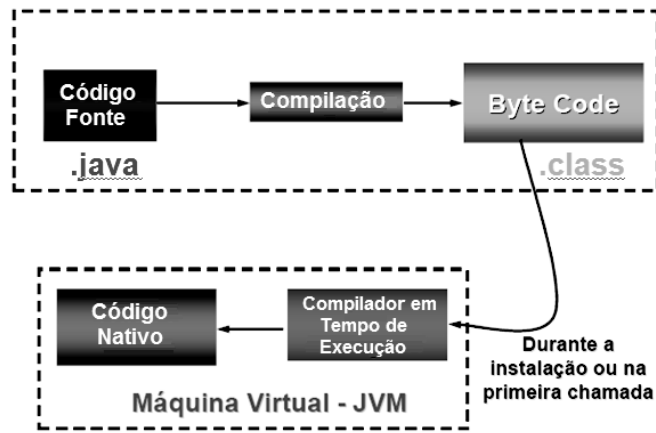 Código
Fonte
Compilação
Byte Code
.java
.class
Código
Nativo
Compilador em
Tempo de
Execução
Durante a
instalação ou na
primeira chamada
Máquina Virtual - JVM